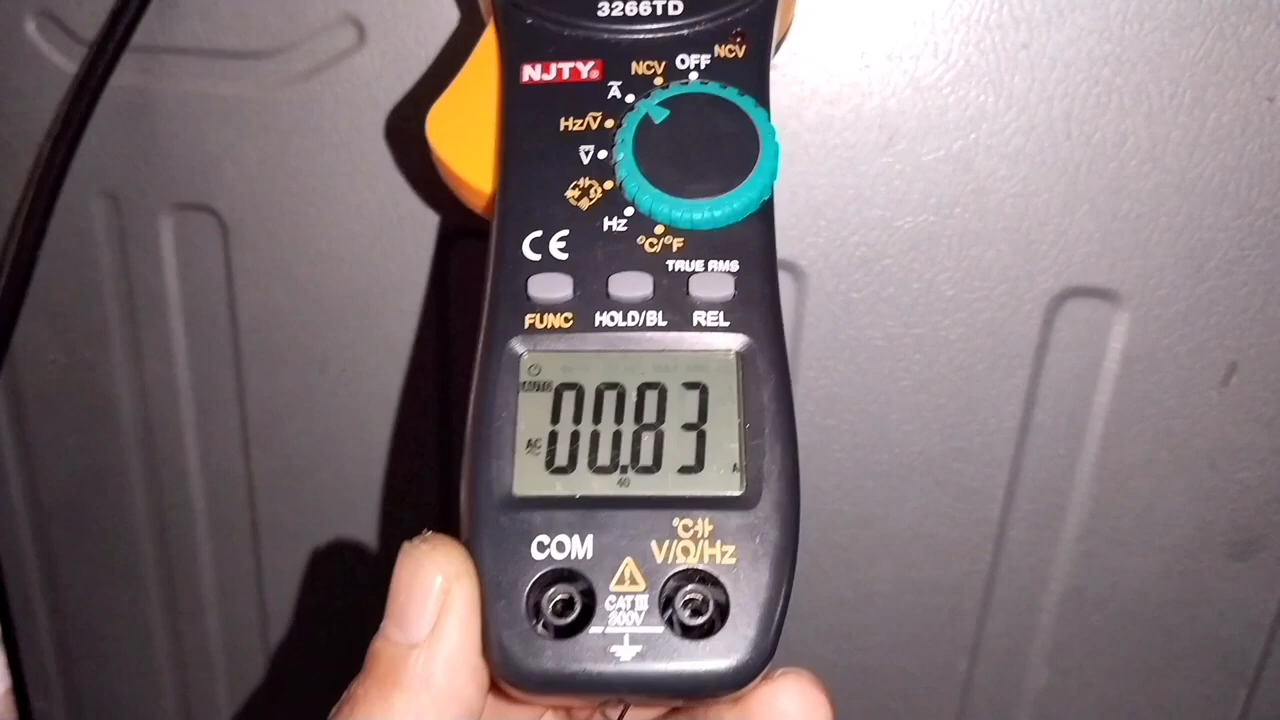 3266TD
NCV
OFF
NCV
NJTY®
Ã
Hz/Ṽ
V
Hz
°C/°F
CE
TRUE RMS
FUNC
HOLD/BL
REL
AUTO
00.83
AC
A
40
COM
°C
V/Ω/Hz
CAT III
600V